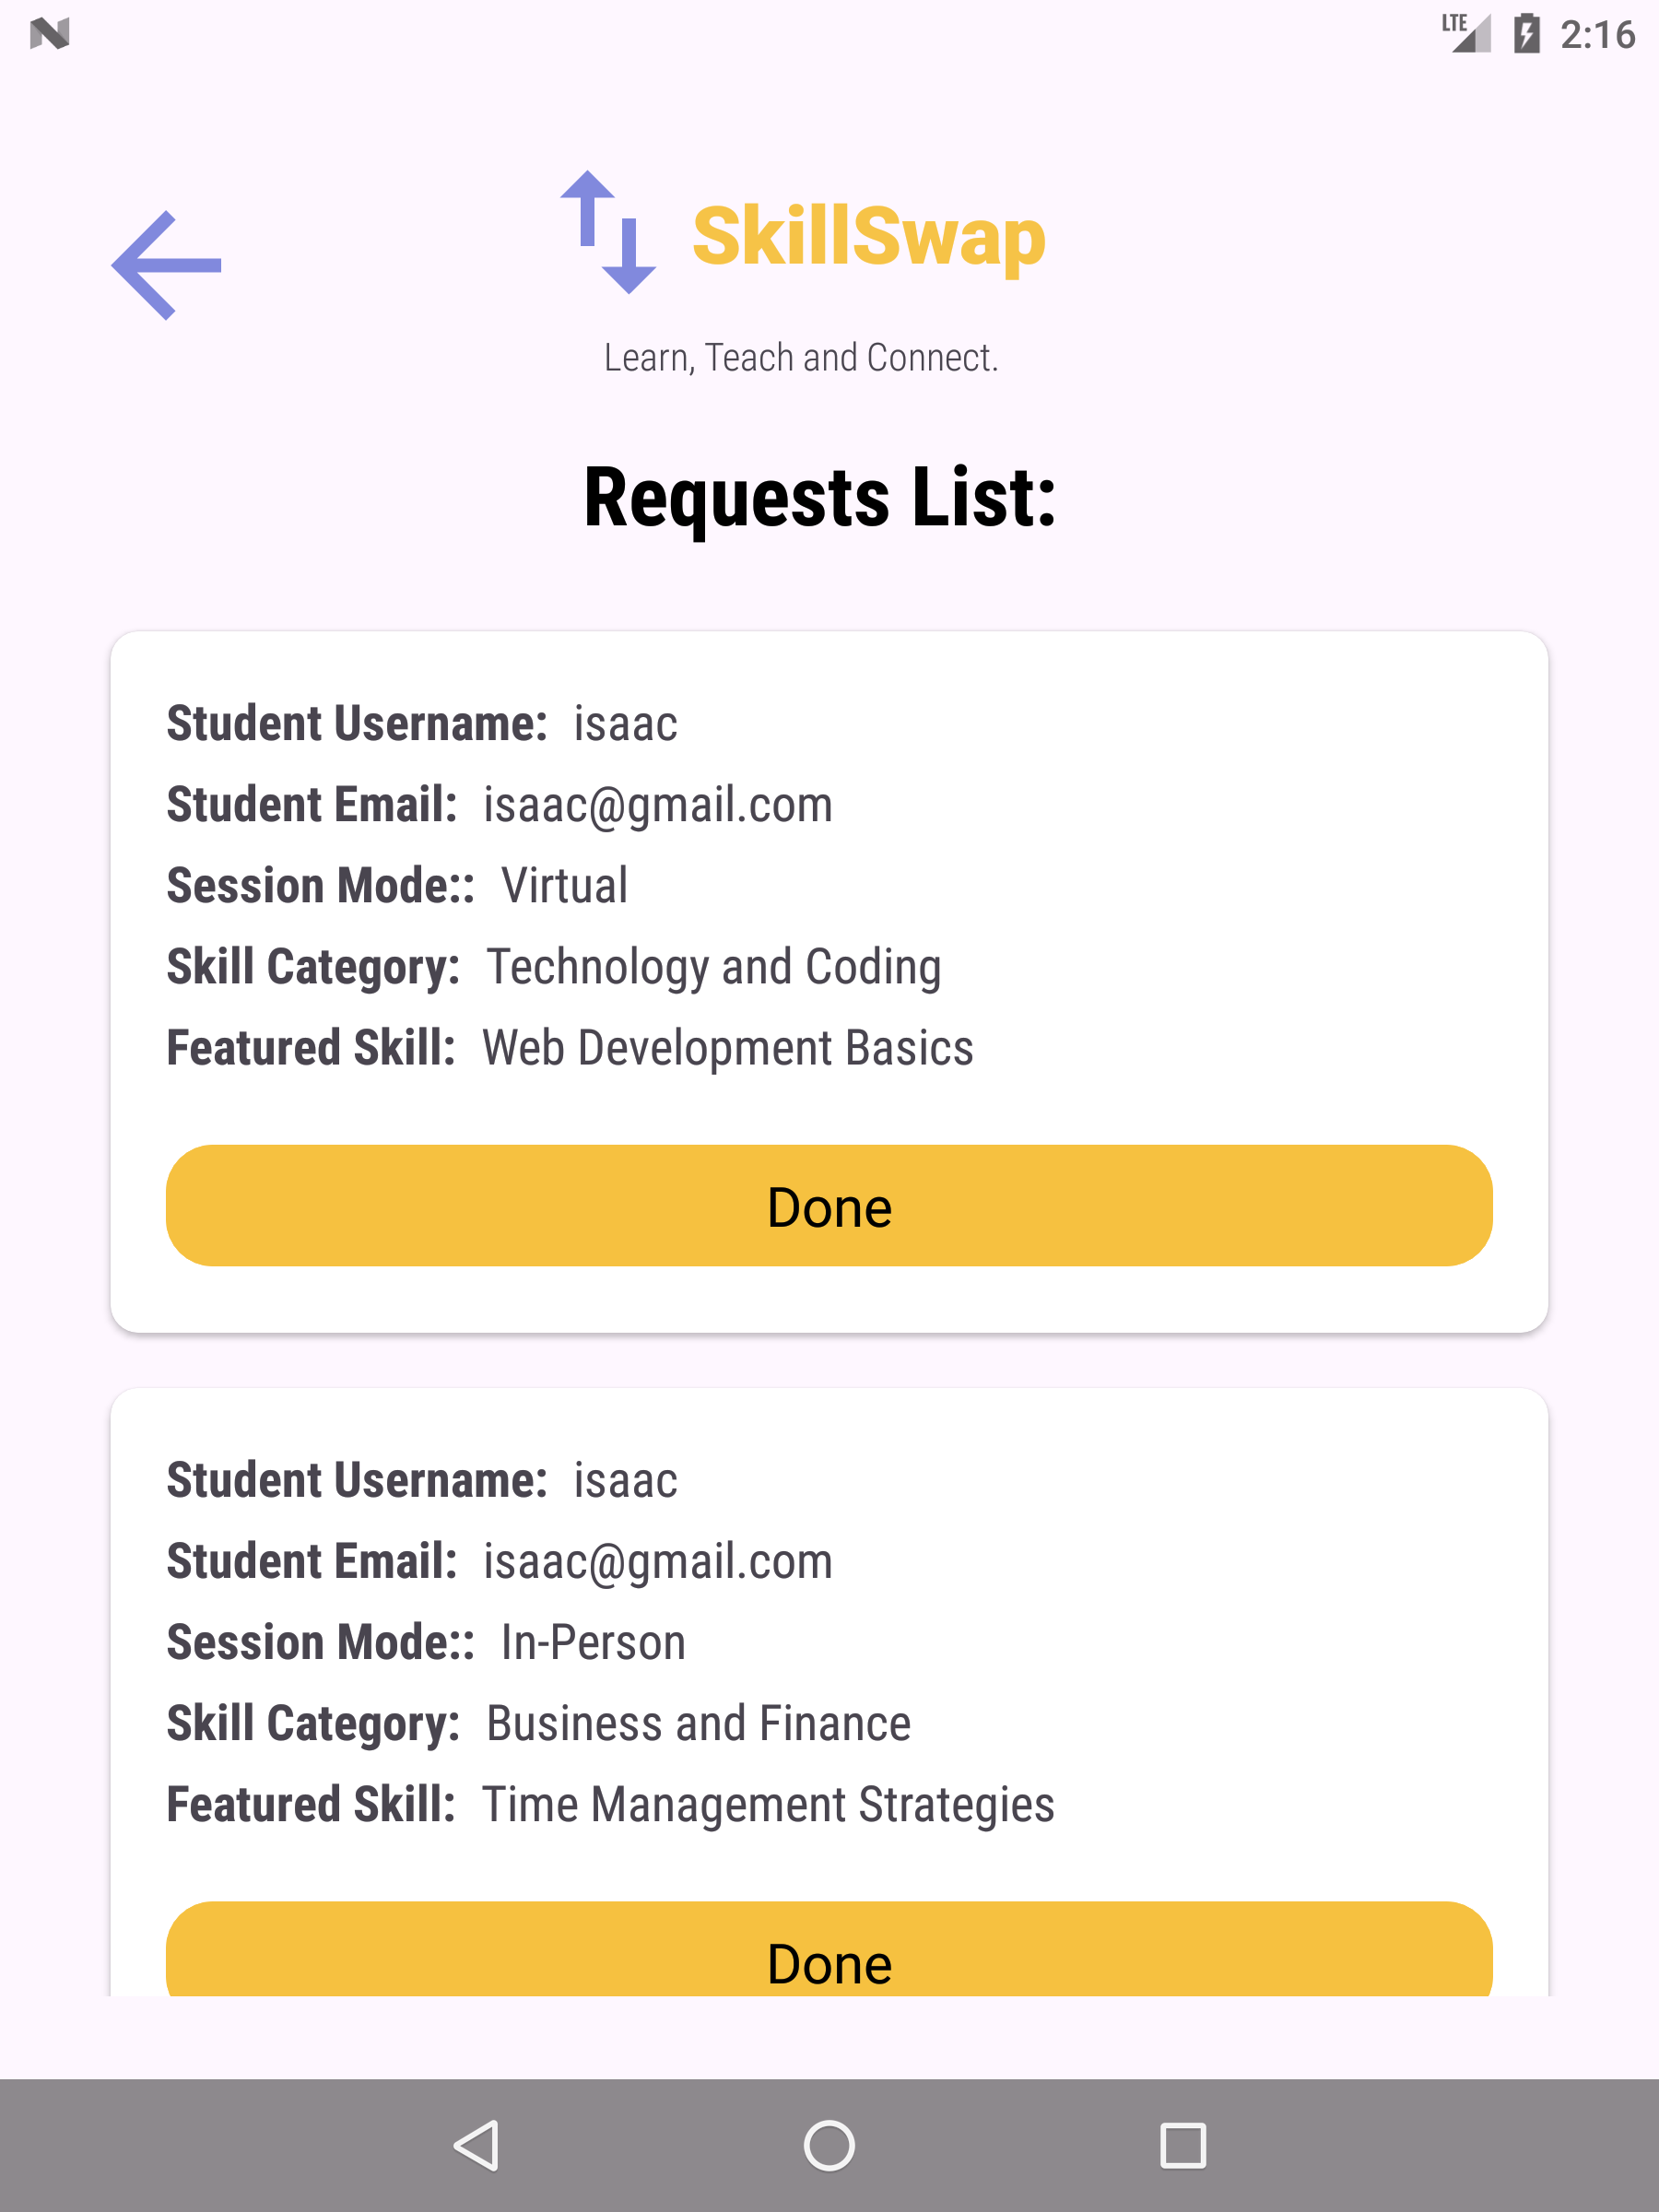 LTE 2:16
SkillSwap
Learn, Teach and Connect.
Requests List:
Student Username: isaac
Student Email: isaac@gmail.com
Session Mode:: Virtual
Skill Category: Technology and Coding
Featured Skill: Web Development Basics
Done
Student Username: isaac
Student Email: isaac@gmail.com
Session Mode:: In-Person
Skill Category: Business and Finance
Featured Skill: Time Management Strategies
Done